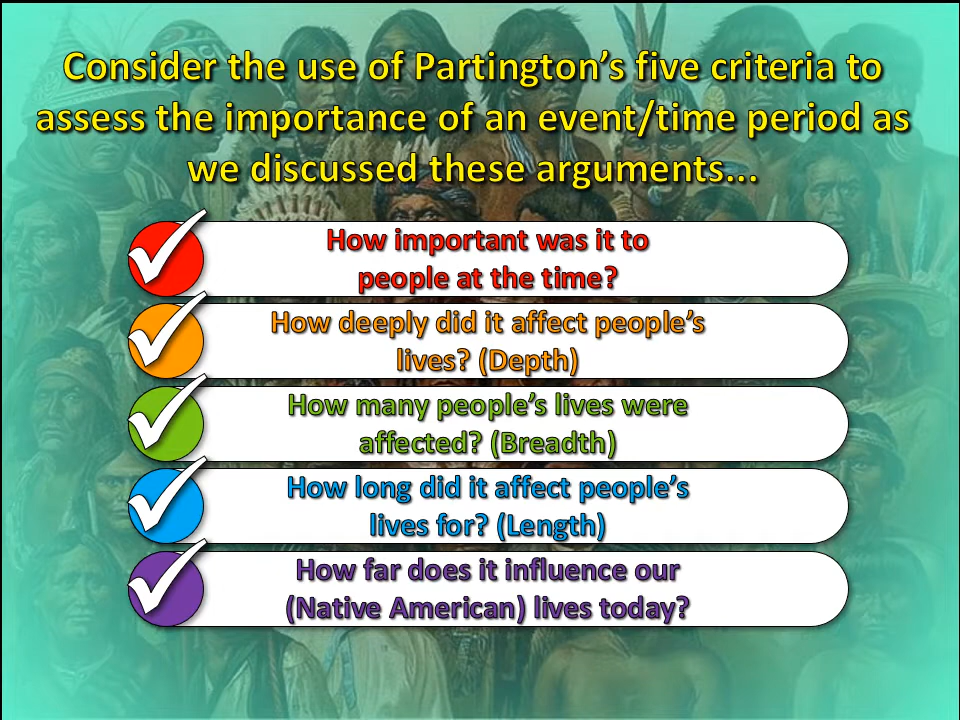 Consider the use of Partington’s five criteria to
assess the importance of an event/time period as
we discussed these arguments...
How important was it to
people at the time?
How deeply did it affect people’s
lives? (Depth)
How many people’s lives were
affected? (Breadth)
How long did it affect people’s
lives for? (Length)
How far does it influence our
(Native American) lives today?